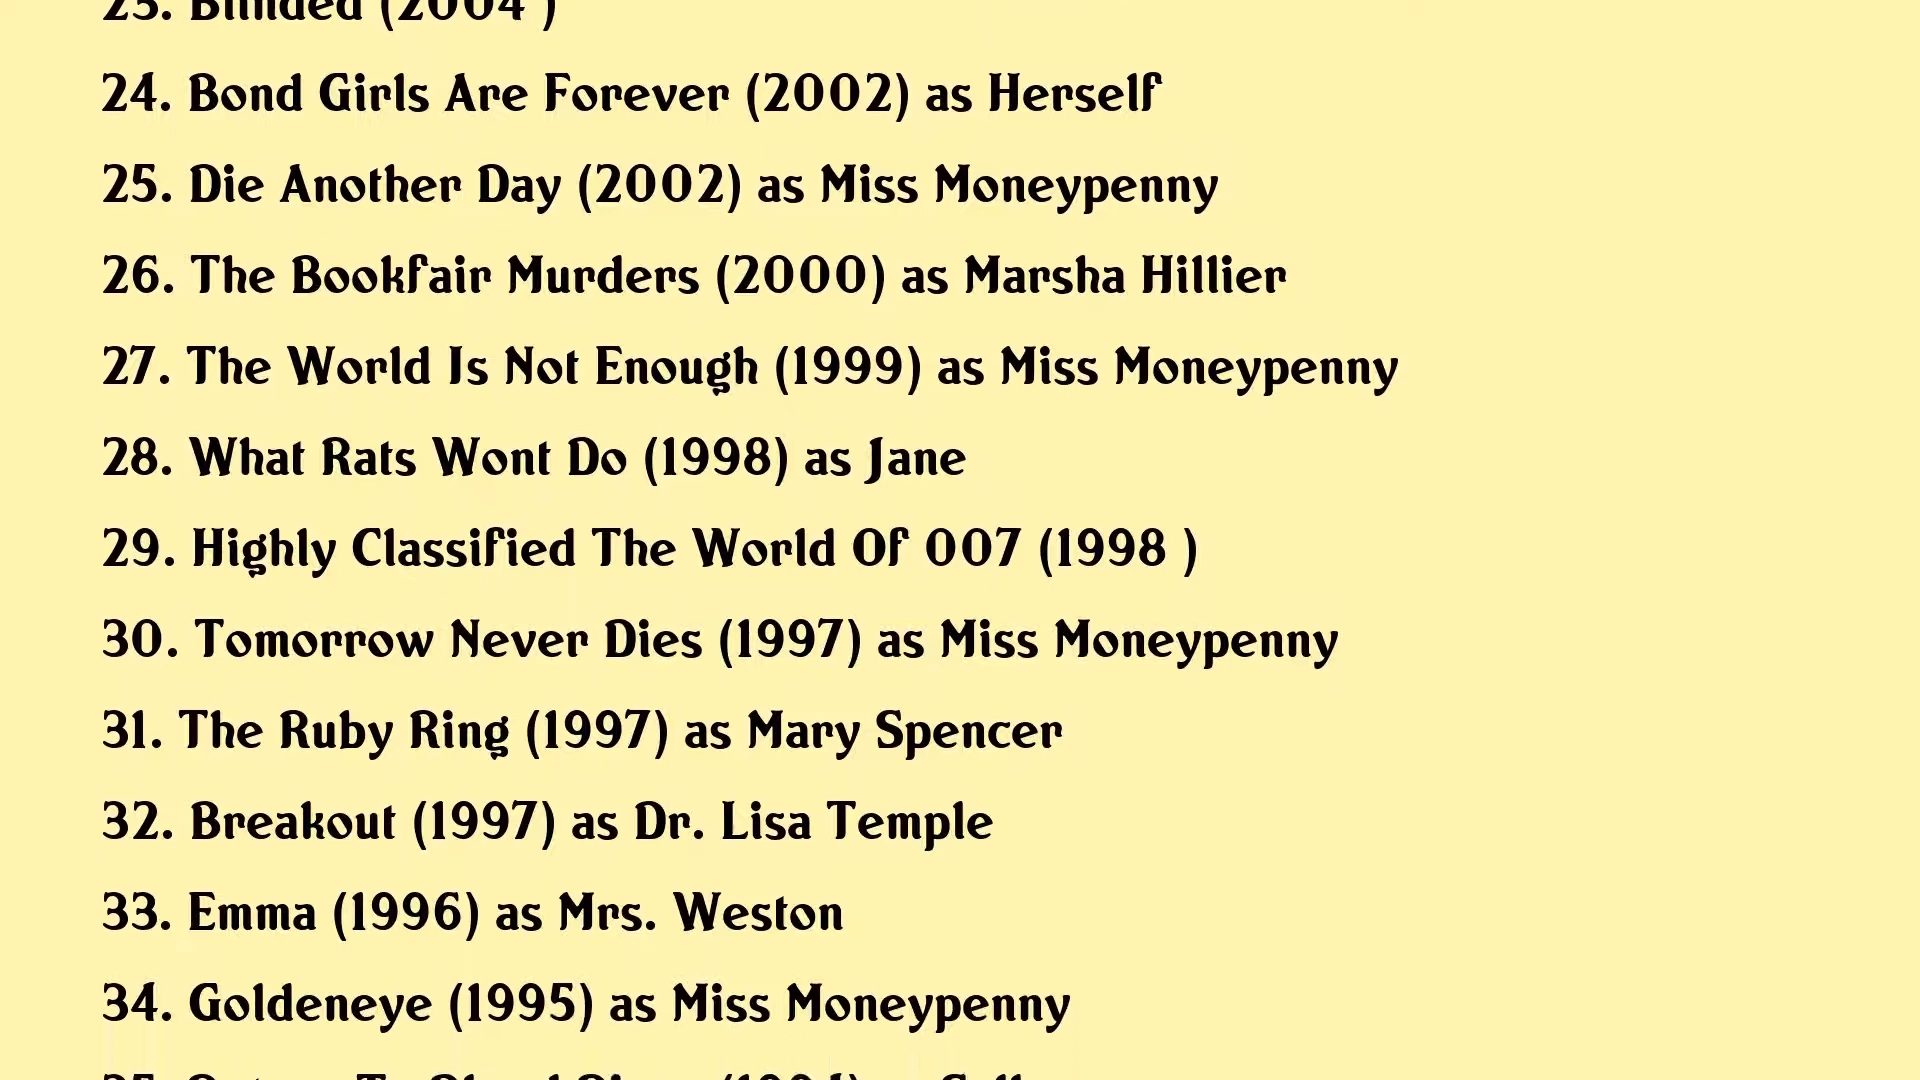 23. Blinded (2004 )
24. Bond Girls Are Forever (2002) as Herself
25. Die Another Day (2002) as Miss Moneypenny
26. The Bookfair Murders (2000) as Marsha Hillier
27. The World Is Not Enough (1999) as Miss Moneypenny
28. What Rats Wont Do (1998) as Jane
29. Highly Classified The World Of 007 (1998 )
30. Tomorrow Never Dies (1997) as Miss Moneypenny
31. The Ruby Ring (1997) as Mary Spencer
32. Breakout (1997) as Dr. Lisa Temple
33. Emma (1996) as Mrs. Weston
34. Goldeneye (1995) as Miss Moneypenny